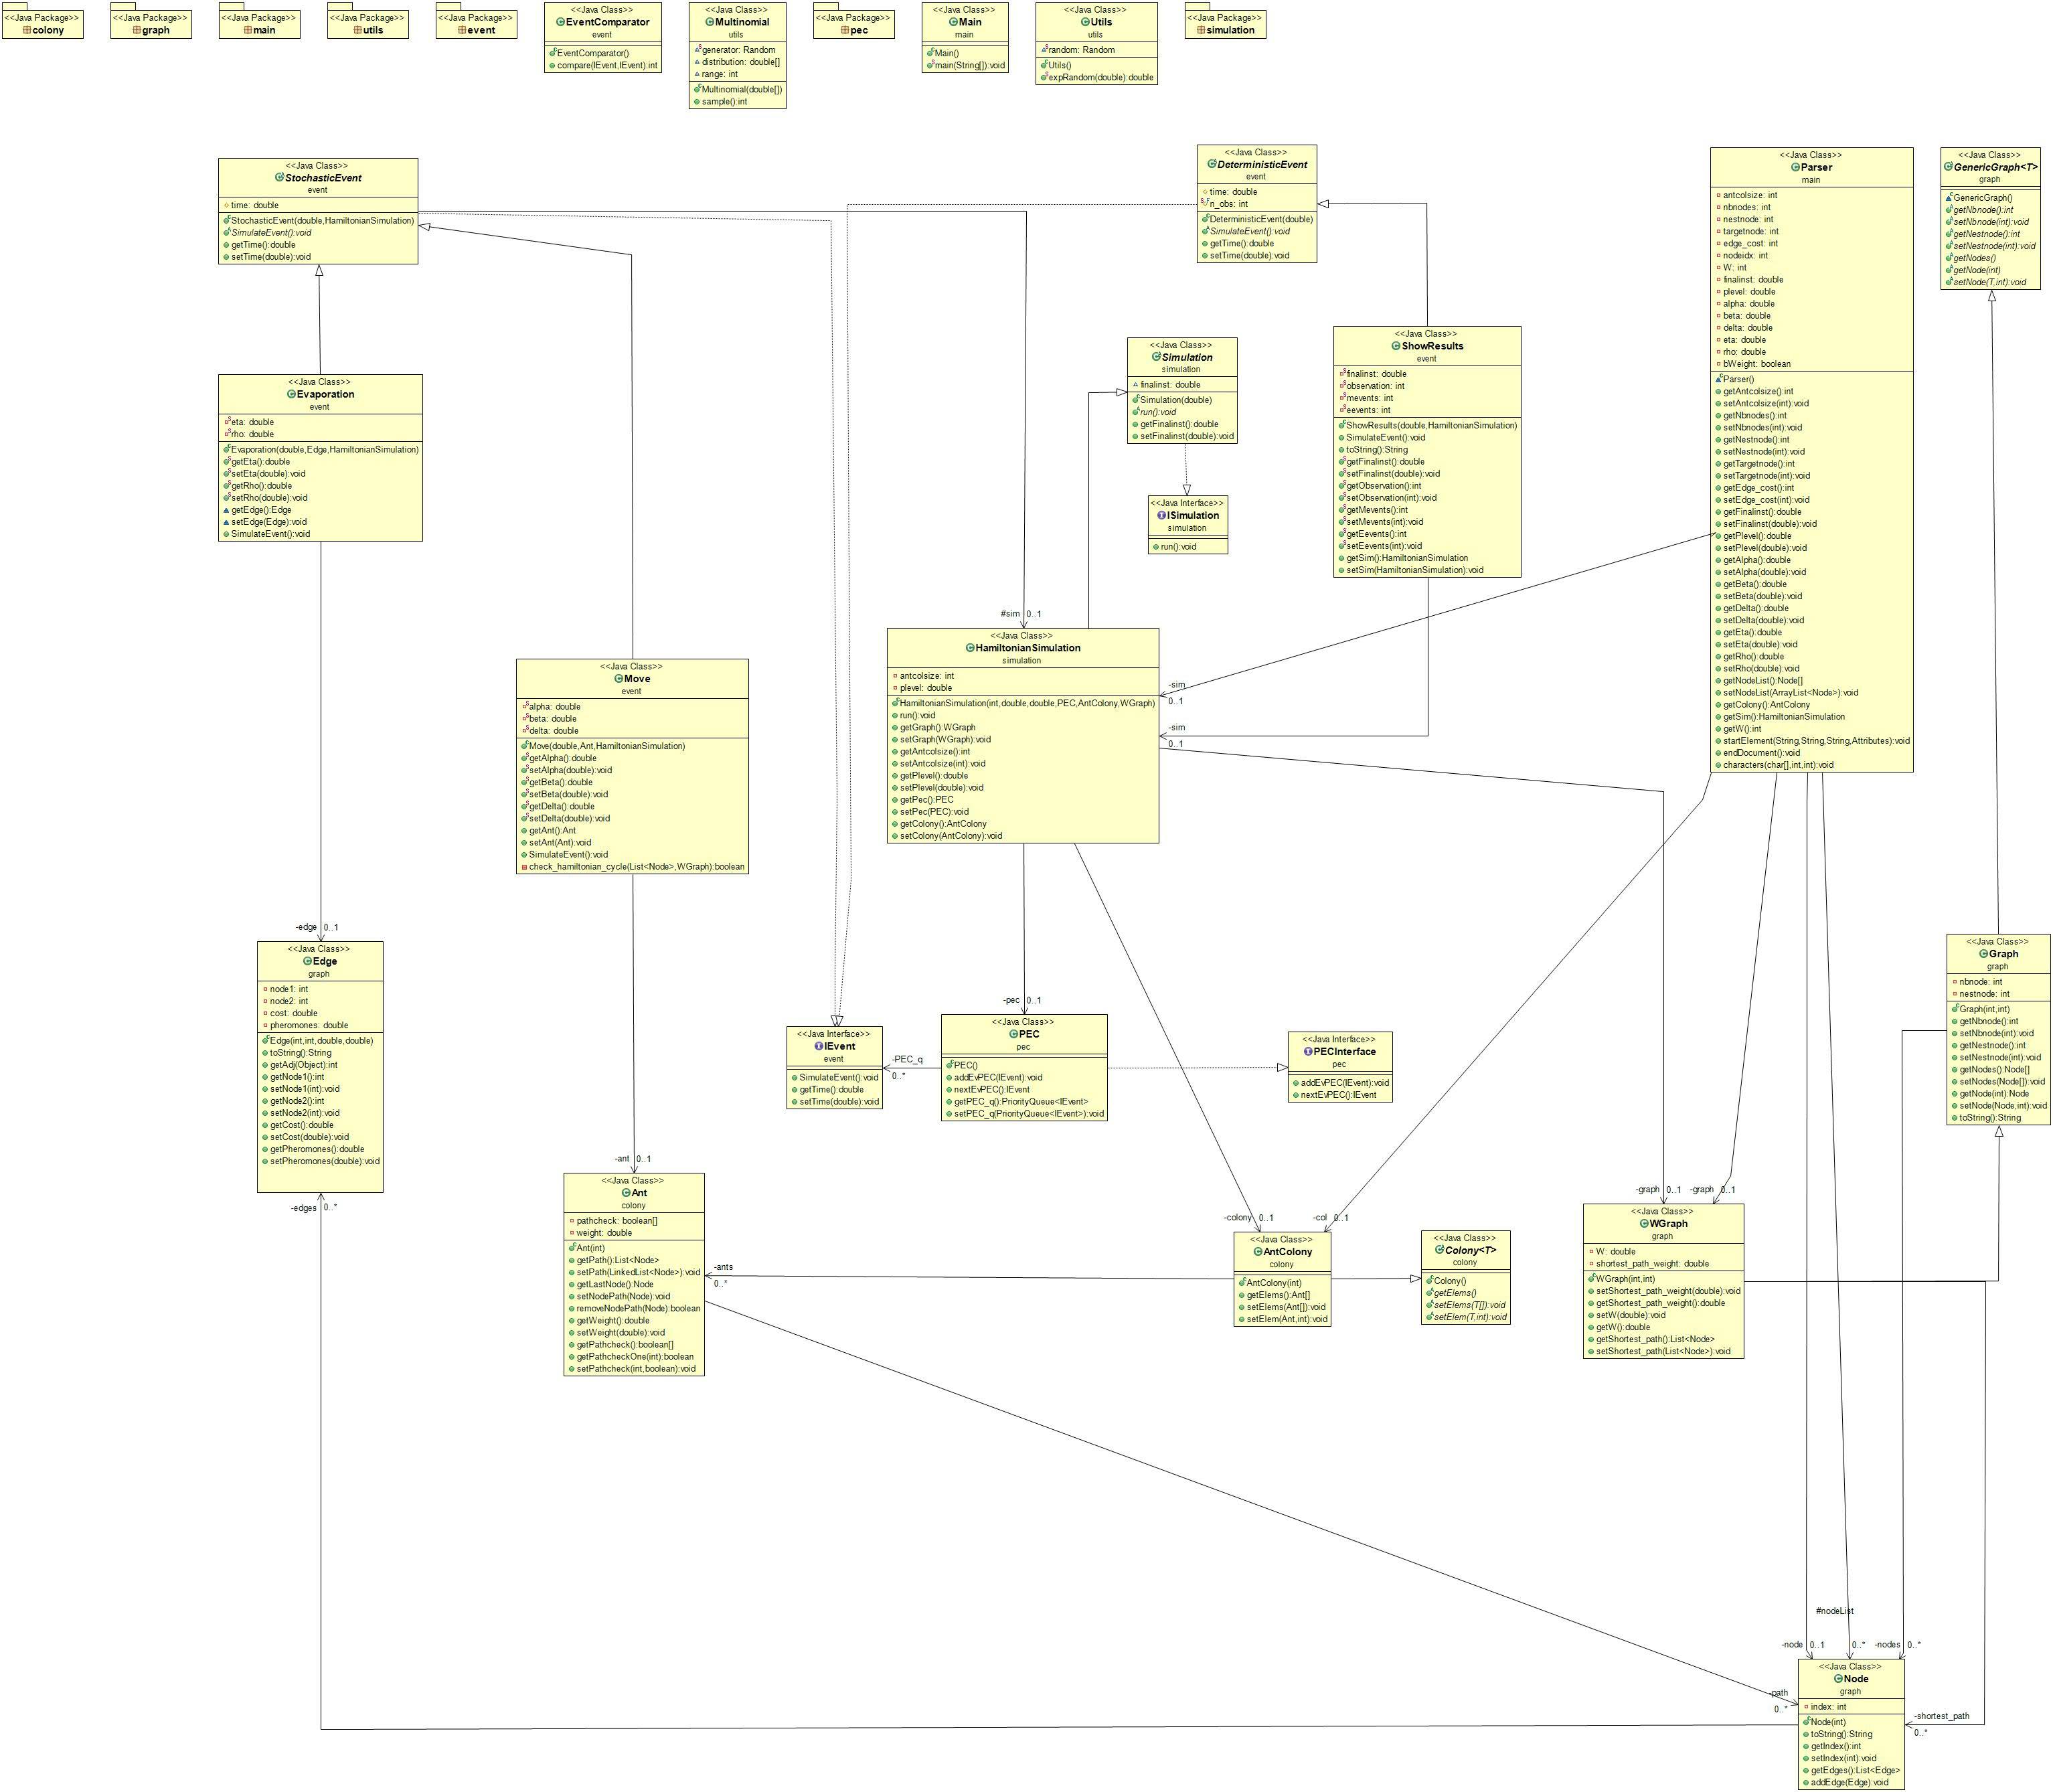 <<Java Package>>
colony
<<Java Package>>
graph
<<Java Package>>
main
<<Java Package>>
utils
<<Java Package>>
event
<<Java Class>>
EventComparator
event
EventComparator()
compare(IEvent,IEvent):int
<<Java Class>>
Multinomial
utils
generator: Random
distribution: double[]
range: int
Multinomial(double[])
sample():int
<<Java Package>>
pec
<<Java Class>>
Main
main
Main()
main(String[]):void
<<Java Class>>
Utils
utils
random: Random
Utils()
expRandom(double):double
<<Java Package>>
simulation
<<Java Class>>
StochasticEvent
event
time: double
StochasticEvent(double,HamiltonianSimulation)
SimulateEvent():void
getTime():double
setTime(double):void
<<Java Class>>
DeterministicEvent
event
time: double
n_obs: int
DeterministicEvent(double)
SimulateEvent():void
getTime():double
setTime(double):void
<<Java Class>>
Parser
main
antcolsize: int
nbnodes: int
nestnode: int
targetnode: int
edge_cost: int
nodeidx: int
W: int
finalinst: double
plevel: double
alpha: double
beta: double
delta: double
eta: double
rho: double
bWeight: boolean
Parser()
getAntcolsize():int
setAntcolsize(int):void
getNbnodes():int
setNbnodes(int):void
getNestnode():int
setNestnode(int):void
getTargetnode():int
setTargetnode(int):void
getEdge_cost():int
setEdge_cost(int):void
getFinalinst():double
setFinalinst(double):void
getPlevel():double
setPlevel(double):void
getAlpha():double
setAlpha(double):void
getBeta():double
setBeta(double):void
getDelta():double
setDelta(double):void
getEta():double
setEta(double):void
getRho():double
setRho(double):void
getNodeList():Node[]
setNodeList(ArrayList<Node>):void
getColony():AntColony
getSim():HamiltonianSimulation
getW():int
startElement(String,String,String,Attributes):void
endDocument():void
characters(char[],int,int):void
<<Java Class>>
GenericGraph<T>
graph
GenericGraph()
getNbnode():int
setNbnode(int):void
getNestnode():int
setNestnode(int):void
getNodes()
getNode(int)
setNode(T,int):void
<<Java Class>>
Evaporation
event
eta: double
rho: double
Evaporation(double,Edge,HamiltonianSimulation)
getEta():double
setEta(double):void
getRho():double
setRho(double):void
getEdge():Edge
setEdge(Edge):void
SimulateEvent():void
<<Java Class>>
Simulation
simulation
finalinst: double
Simulation(double)
run():void
getFinalinst():double
setFinalinst(double):void
<<Java Class>>
ShowResults
event
finalinst: double
observation: int
mevents: int
eevents: int
ShowResults(double,HamiltonianSimulation)
SimulateEvent():void
toString():String
getFinalinst():double
setFinalinst(double):void
getObservation():int
setObservation(int):void
getMevents():int
setMevents(int):void
getEevents():int
setEevents(int):void
getSim():HamiltonianSimulation
setSim(HamiltonianSimulation):void
<<Java Interface>>
ISimulation
simulation
run():void
#sim 0..1
<<Java Class>>
HamiltonianSimulation
simulation
antcolsize: int
plevel: double
HamiltonianSimulation(int,double,double,PEC,AntColony,WGraph)
run():void
getGraph():WGraph
setGraph(WGraph):void
getAntcolsize():int
setAntcolsize(int):void
getPlevel():double
setPlevel(double):void
getPec():PEC
setPec(PEC):void
getColony():AntColony
setColony(AntColony):void
-sim
0..1
-sim
0..1
<<Java Class>>
Move
event
alpha: double
beta: double
delta: double
Move(double,Ant,HamiltonianSimulation)
getAlpha():double
setAlpha(double):void
getBeta():double
setBeta(double):void
getDelta():double
setDelta(double):void
getAnt():Ant
setAnt(Ant):void
SimulateEvent():void
check_hamiltonian_cycle(List<Node>,WGraph):boolean
-edge 0..1
<<Java Class>>
Edge
graph
node1: int
node2: int
cost: double
pheromones: double
Edge(int,int,double,double)
toString():String
getAdj(Object):int
getNode1():int
setNode1(int):void
getNode2():int
setNode2(int):void
getCost():double
setCost(double):void
getPheromones():double
setPheromones(double):void
-edges 0..*
<<Java Class>>
Graph
graph
nbnode: int
nestnode: int
Graph(int,int)
getNbnode():int
setNbnode(int):void
getNestnode():int
setNestnode(int):void
getNodes():Node[]
setNodes(Node[]):void
getNode(int):Node
setNode(Node,int):void
toString():String
-pec 0..1
<<Java Interface>>
IEvent
event
SimulateEvent():void
getTime():double
setTime(double):void
-PEC_q
0..*
<<Java Class>>
PEC
pec
PEC()
addEvPEC(IEvent):void
nextEvPEC():IEvent
getPEC_q():PriorityQueue<IEvent>
setPEC_q(PriorityQueue<IEvent>):void
<<Java Interface>>
PECInterface
pec
addEvPEC(IEvent):void
nextEvPEC():IEvent
-ant 0..1
<<Java Class>>
Ant
colony
pathcheck: boolean[]
weight: double
Ant(int)
getPath():List<Node>
setPath(LinkedList<Node>):void
getLastNode():Node
setNodePath(Node):void
removeNodePath(Node):boolean
getWeight():double
setWeight(double):void
getPathcheck():boolean[]
getPathcheckOne(int):boolean
setPathcheck(int,boolean):void
-ants
0..*
-colony 0..1
-col 0..1
<<Java Class>>
AntColony
colony
AntColony(int)
getElems():Ant[]
setElems(Ant[]):void
setElem(Ant,int):void
<<Java Class>>
Colony<T>
colony
Colony()
getElems()
setElems(T[]):void
setElem(T,int):void
-graph 0..1
-graph 0..1
<<Java Class>>
WGraph
graph
W: double
shortest_path_weight: double
WGraph(int,int)
setShortest_path_weight(double):void
getShortest_path_weight():double
setW(double):void
getW():double
getShortest_path():List<Node>
setShortest_path(List<Node>):void
#nodeList
-node 0..1
0..*
-nodes 0..*
<<Java Class>>
Node
graph
index: int
Node(int)
toString():String
getIndex():int
setIndex(int):void
getEdges():List<Edge>
addEdge(Edge):void
-path
0..*
-shortest_path
0..*